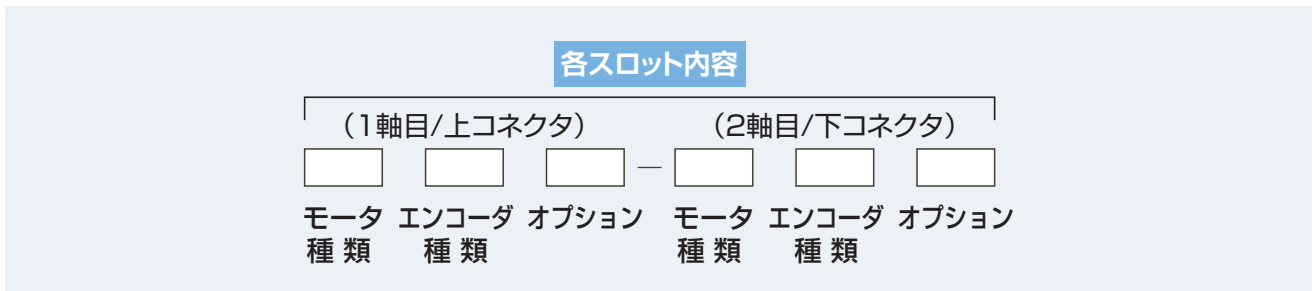 各スロット内容
（1軸目/上コネクタ） （2軸目/下コネクタ）
—
モータ エンコーダ オプション モータ エンコーダ オプション
種 類 種 類 種 類 種 類